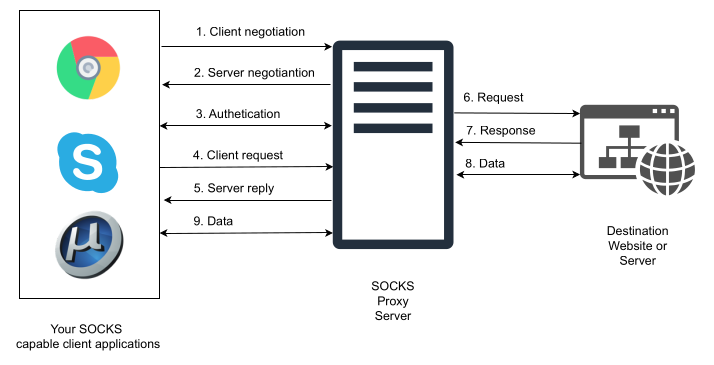 1. Client negotiation
2. Server negotiantion
3. Authetication
4. Client request
5. Server reply
9. Data
6. Request
7. Response
8. Data
S
µ
Your SOCKS
capable client applications
SOCKS
Proxy
Server
Destination
Website or
Server